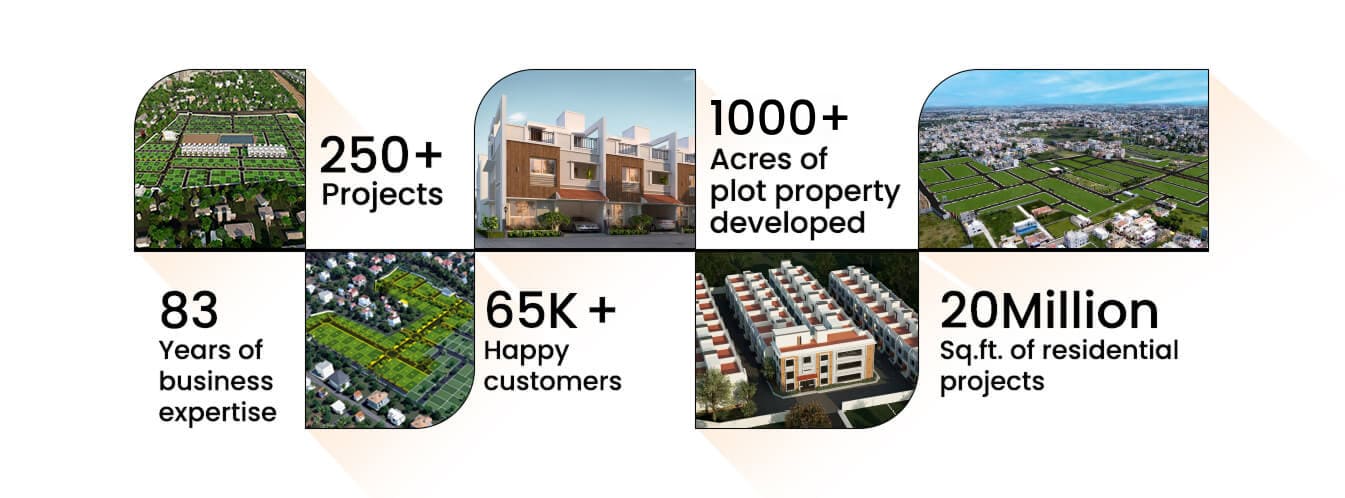 250+
Projects
1000+
Acres of
plot property
developed
83
Years of
business
expertise
65K +
Happy
customers
20Million
Sq.ft. of residential
projects